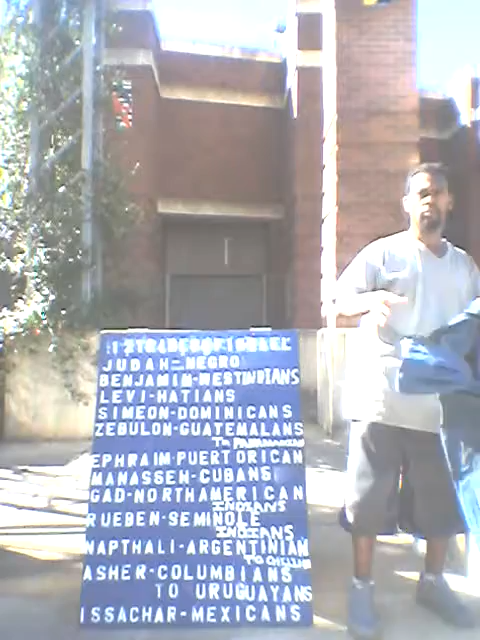 12 TRIBES OF ISRAEL
JUDAH-NEGRO
BENJAMIN-WESTINDIANS
LEVI-HATIANS
SIMEON-DOMINICANS
ZEBULON-GUATEMALANS
TO PANAMANIANS
EPHRAIM-PUERTORICAN
MANASSEH-CUBANS
GAD-NORTHAMERICAN
INDIANS
RUEBEN-SEMINOLE
INDIANS
NAPTHALI-ARGENTINIAN
TO CHILEANS
ASHER-COLUMBIANS
TO URUGUAYANS
ISSACHAR-MEXICANS